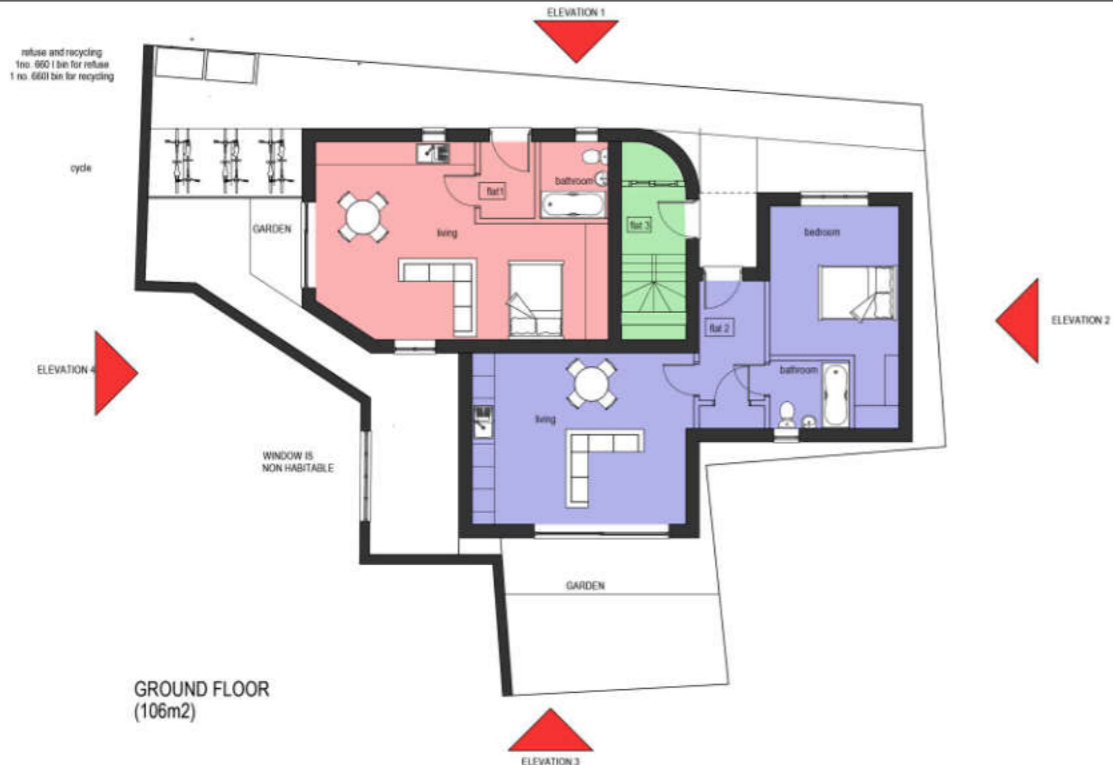 ELEVATION 1
refuse and recycling
1no. 660 l bin for refuse
1 no. 660l bin for recycling
cycle
flat1
bathroom
GARDEN
living
flat 3
bedroom
ELEVATION 2
flat 2
ELEVATION 4
bathroom
living
WINDOW IS
NON HABITABLE
GARDEN
GROUND FLOOR
(106m2)
ELEVATION 3